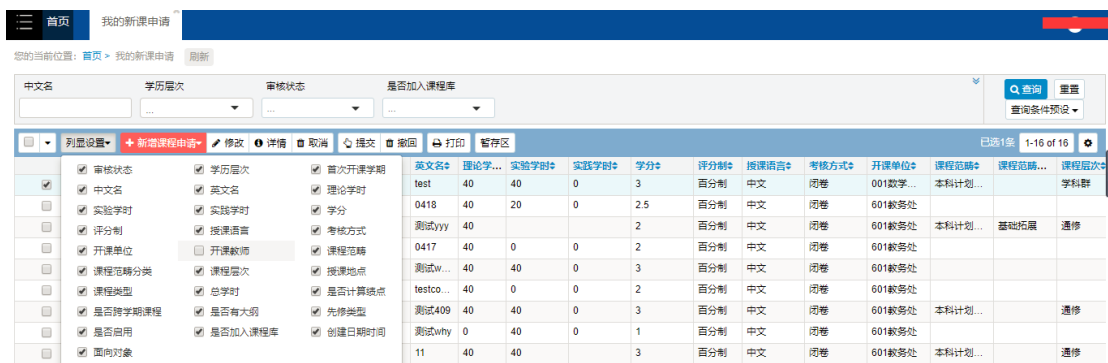 首页 我的新课申请
您的当前位置: 首页 > 我的新课申请 刷新
中文名 学历层次 审核状态 是否加入课程库
... ... ...
查询 重置
查询条件预设
列显设置 新增课程申请 修改 详情 取消 提交 撤回 打印 暂存区 已选1条 1-16 of 16
英文名 理论学... 实验学时 实践学时 学分 评分制 授课语言 考核方式 开课单位 课程范畴 课程范畴... 课程层次
审核状态 学历层次 首次开课学期
中文名 英文名 理论学时
实验学时 实践学时 学分
评分制 授课语言 考核方式
开课单位 开课教师 课程范畴
课程范畴分类 课程层次 授课地点
课程类型 总学时 是否计算绩点
是否跨学期课程 是否有大纲 先修类型
是否启用 是否加入课程库 创建日期时间
面向对象
test 40 40 0 3 百分制 中文 闭卷 001数学... 本科计划... 学科群
0418 40 20 0 2.5 百分制 中文 闭卷 601教务处
测试yyy 40 2 百分制 中文 闭卷 601教务处 本科计划... 基础拓展 通修
0417 40 0 0 2 百分制 中文 闭卷 601教务处
测试w... 40 40 0 3 百分制 中文 闭卷 601教务处 本科计划...
testco... 40 0 0 2 百分制 中文 闭卷 601教务处
测试409 40 40 0 3 百分制 中文 闭卷 601教务处 本科计划... 通修
测试why 0 40 0 1 百分制 中文 闭卷 601教务处
11 40 40 3 百分制 中文 闭卷 601教务处 通修